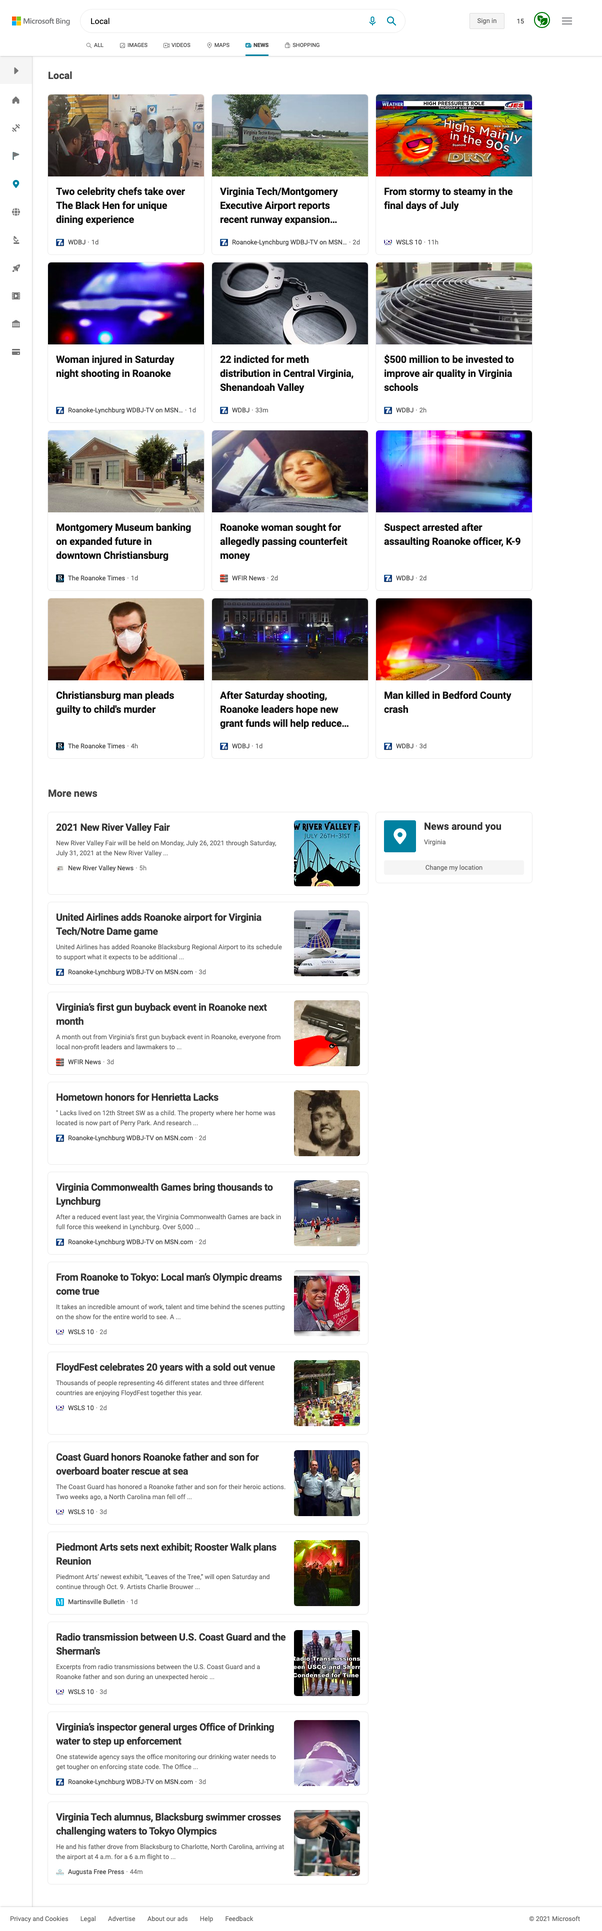 Microsoft Bing
Local
Sign in
15
ALL
IMAGES
VIDEOS
MAPS
NEWS
SHOPPING
Local
Two celebrity chefs take over
The Black Hen for unique
dining experience
WDBJ · 1d
Virginia Tech/Montgomery
Executive Airport reports
recent runway expansion...
Roanoke-Lynchburg WDBJ-TV on MSN... · 2d
WEATHER
HIGH PRESSURE'S ROLE
Highs Mainly
in the 90s
DRY
From stormy to steamy in the
final days of July
WSLS 10 · 11h
Woman injured in Saturday
night shooting in Roanoke
Roanoke-Lynchburg WDBJ-TV on MSN... · 1d
22 indicted for meth
distribution in Central Virginia,
Shenandoah Valley
WDBJ · 33m
$500 million to be invested to
improve air quality in Virginia
schools
WDBJ · 2h
Montgomery Museum banking
on expanded future in
downtown Christiansburg
The Roanoke Times · 1d
Roanoke woman sought for
allegedly passing counterfeit
money
WFIR News · 2d
Suspect arrested after
assaulting Roanoke officer, K-9
WDBJ · 2d
Christiansburg man pleads
guilty to child's murder
The Roanoke Times · 4h
After Saturday shooting,
Roanoke leaders hope new
grant funds will help reduce...
WDBJ · 1d
Man killed in Bedford County
crash
WDBJ · 3d
More news
2021 New River Valley Fair
New River Valley Fair will be held on Monday, July 26, 2021 through Saturday,
July 31, 2021 at the New River Valley ...
New River Valley News · 5h
W RIVER VALLEY F
JULY 26TH-31ST
News around you
Virginia
Change my location
United Airlines adds Roanoke airport for Virginia
Tech/Notre Dame game
United Airlines has added Roanoke Blacksburg Regional Airport to its schedule
to support what it expects to be additional ...
Roanoke-Lynchburg WDBJ-TV on MSN.com · 3d
Virginia's first gun buyback event in Roanoke next
month
A month out from Virginia's first gun buyback event in Roanoke, everyone from
local non-profit leaders and lawmakers to ...
WFIR News · 3d
Hometown honors for Henrietta Lacks
" Lacks lived on 12th Street SW as a child. The property where her home was
located is now part of Perry Park. And research ...
Roanoke-Lynchburg WDBJ-TV on MSN.com · 2d
Virginia Commonwealth Games bring thousands to
Lynchburg
After a reduced event last year, the Virginia Commonwealth Games are back in
full force this weekend in Lynchburg. Over 5,000 ...
Roanoke-Lynchburg WDBJ-TV on MSN.com · 2d
From Roanoke to Tokyo: Local man's Olympic dreams
come true
It takes an incredible amount of work, talent and time behind the scenes putting
on the show for the entire world to see. A ...
WSLS 10 · 2d
FloydFest celebrates 20 years with a sold out venue
Thousands of people representing 46 different states and three different
countries are enjoying FloydFest together this year.
WSLS 10 · 2d
Coast Guard honors Roanoke father and son for
overboard boater rescue at sea
The Coast Guard has honored a Roanoke father and son for their heroic actions.
Two weeks ago, a North Carolina man fell off ...
WSLS 10 · 3d
Piedmont Arts sets next exhibit; Rooster Walk plans
Reunion
Piedmont Arts' newest exhibit, "Leaves of the Tree," will open Saturday and
continue through Oct. 9. Artists Charlie Brouwer ...
Martinsville Bulletin · 1d
Radio transmission between U.S. Coast Guard and the
Sherman's
Excerpts from radio transmissions between the U.S. Coast Guard and a
Roanoke father and son during an unexpected heroic ...
WSLS 10 · 3d
Radio Transmissions
een USCG and Sherr
Condensed for Time
Virginia's inspector general urges Office of Drinking
water to step up enforcement
One statewide agency says the office monitoring our drinking water needs to
get tougher on enforcing state code. The Office ...
Roanoke-Lynchburg WDBJ-TV on MSN.com · 3d
Virginia Tech alumnus, Blacksburg swimmer crosses
challenging waters to Tokyo Olympics
He and his father drove from Blacksburg to Charlotte, North Carolina, arriving at
the airport at 4 a.m. for a 6 a.m flight to ...
Augusta Free Press · 44m
Privacy and Cookies
Legal
Advertise
About our ads
Help
Feedback
© 2021 Microsoft